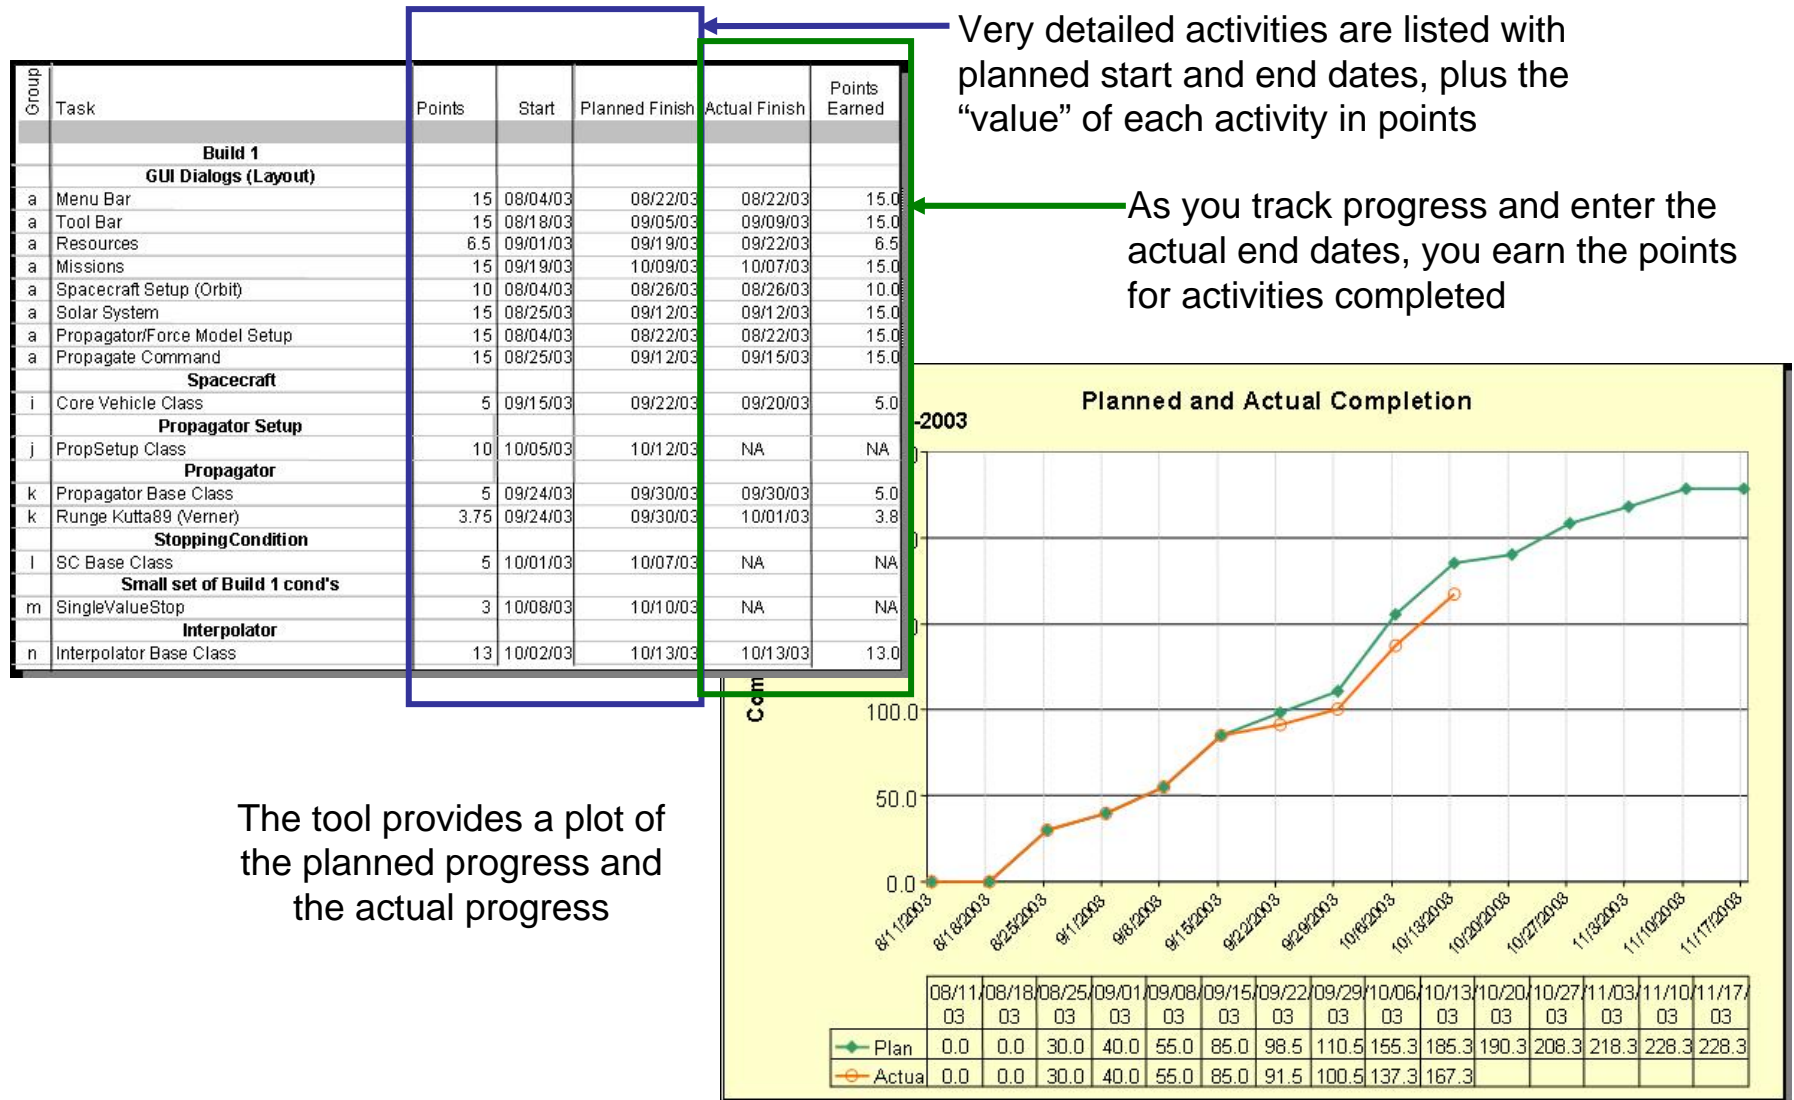 Very detailed activities are listed with
planned start and end dates, plus the
“value” of each activity in points
As you track progress and enter the
actual end dates, you earn the points
for activities completed
Group Task Points Start Planned Finish Actual Finish Points Earned
Build 1
GUI Dialogs (Layout)
a Menu Bar 15 08/04/03 08/22/03 08/22/03 15.0
a Tool Bar 15 08/18/03 09/05/03 09/09/03 15.0
a Resources 6.5 09/01/03 09/19/03 09/22/03 6.5
a Missions 15 09/19/03 10/09/03 10/07/03 15.0
a Spacecraft Setup (Orbit) 10 08/04/03 08/26/03 08/26/03 10.0
a Solar System 15 08/25/03 09/12/03 09/12/03 15.0
a Propagator/Force Model Setup 15 08/04/03 08/22/03 08/22/03 15.0
a Propagate Command 15 08/25/03 09/12/03 09/15/03 15.0
Spacecraft
i Core Vehicle Class 5 09/15/03 09/22/03 09/20/03 5.0
Propagator Setup
j PropSetup Class 10 10/05/03 10/12/03 NA NA
Propagator
k Propagator Base Class 5 09/24/03 09/30/03 09/30/03 5.0
k Runge Kutta89 (Verner) 3.75 09/24/03 09/30/03 10/01/03 3.8
StoppingCondition
l SC Base Class 5 10/01/03 10/07/03 NA NA
Small set of Build 1 cond's
m SingleValueStop 3 10/08/03 10/10/03 NA NA
Interpolator
n Interpolator Base Class 13 10/02/03 10/13/03 10/13/03 13.0
The tool provides a plot of
the planned progress and
the actual progress
Planned and Actual Completion
-2003
Com
100.0
50.0
0.0
8/11/2003 8/18/2003 8/25/2003 9/1/2003 9/8/2003 9/15/2003 9/22/2003 9/29/2003 10/6/2003 10/13/2003 10/20/2003 10/27/2003 11/3/2003 11/10/2003 11/17/2003
08/11/03 08/18/03 08/25/03 09/01/03 09/08/03 09/15/03 09/22/03 09/29/03 10/06/03 10/13/03 10/20/03 10/27/03 11/03/03 11/10/03 11/17/03
Plan 0.0 0.0 30.0 40.0 55.0 85.0 98.5 110.5 155.3 185.3 190.3 208.3 218.3 228.3 228.3
Actua 0.0 0.0 30.0 40.0 55.0 85.0 91.5 100.5 137.3 167.3